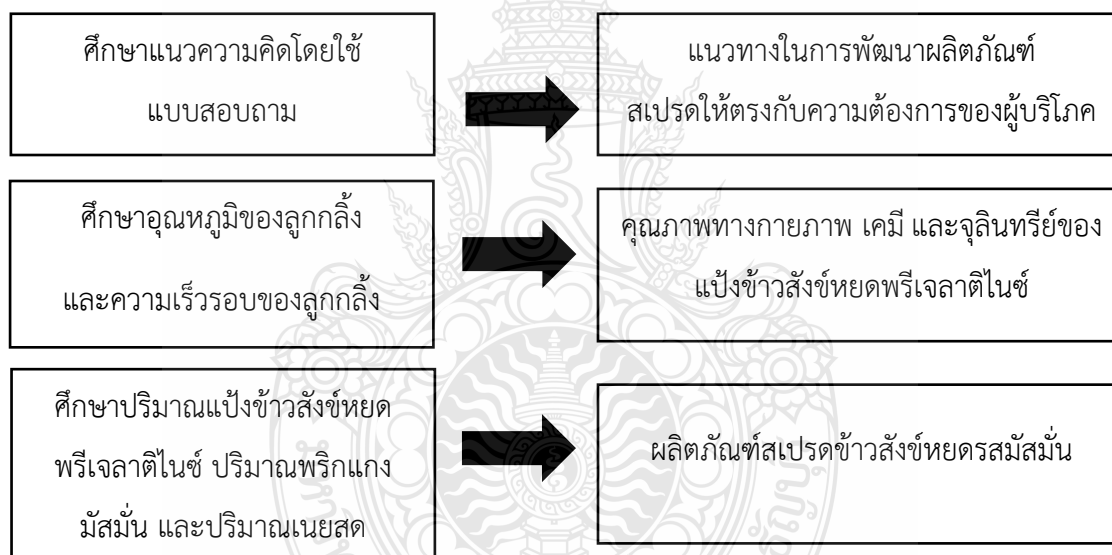 ศึกษาแนวความคิดโดยใช้
แบบสอบถาม
แนวทางในการพัฒนาผลิตภัณฑ์
สเปรดให้ตรงกับความต้องการของผู้บริโภค
ศึกษาอุณหภูมิของลูกกลิ้ง
และความเร็วรอบของลูกกลิ้ง
คุณภาพทางกายภาพ เคมี และจุลินทรีย์ของ
แป้งข้าวสังข์หยดพรีเจลาติไนซ์
ศึกษาปริมาณแป้งข้าวสังข์หยด
พรีเจลาติไนซ์ ปริมาณพริกแกง
มัสมั่น และปริมาณเนยสด
ผลิตภัณฑ์สเปรดข้าวสังข์หยดรสมัสมั่น